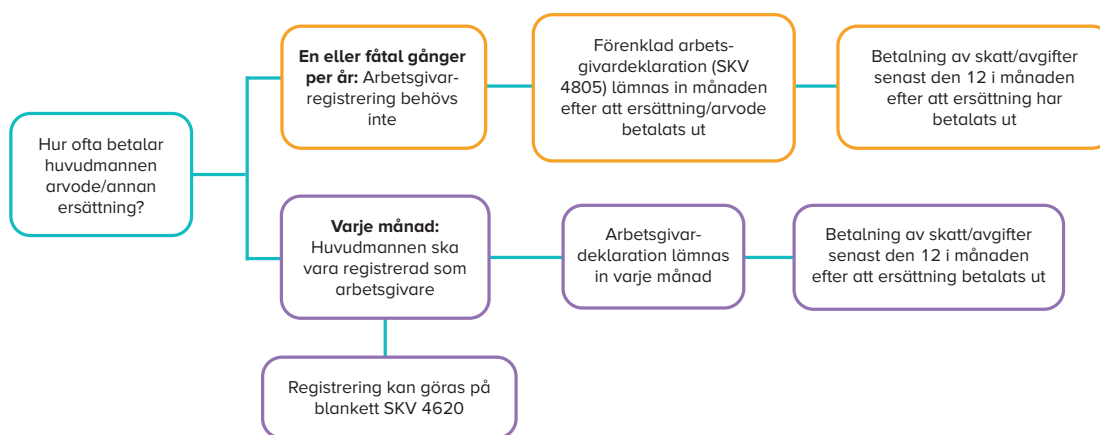 Hur ofta betalar
huvudmannen
arvode/annan
ersättning?
En eller fåtal gånger
per år: Arbetsgivar-
registrering behövs
inte
Förenklad arbets-
givardeklaration (SKV
4805) lämnas in månaden
efter att ersättning/arvode
betalats ut
Betalning av skatt/avgifter
senast den 12 i månaden
efter att ersättning har
betalats ut
Varje månad:
Huvudmannen ska
vara registrerad som
arbetsgivare
Arbetsgivar-
deklaration lämnas
in varje månad
Betalning av skatt/avgifter
senast den 12 i månaden
efter att ersättning betalats ut
Registrering kan göras på
blankett SKV 4620